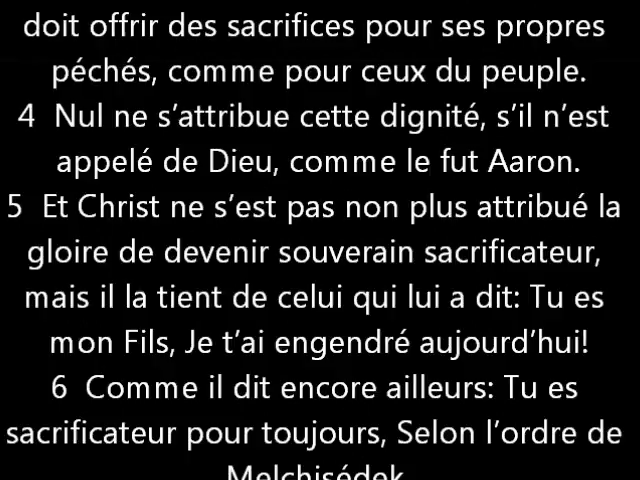 doit offrir des sacrifices pour ses propres
péchés, comme pour ceux du peuple.
4  Nul ne s’attribue cette dignité, s’il n’est
appelé de Dieu, comme le fut Aaron.
5  Et Christ ne s’est pas non plus attribué la
gloire de devenir souverain sacrificateur,
mais il la tient de celui qui lui a dit: Tu es
mon Fils, Je t’ai engendré aujourd’hui!
6  Comme il dit encore ailleurs: Tu es
sacrificateur pour toujours, Selon l’ordre de
Melchisédek